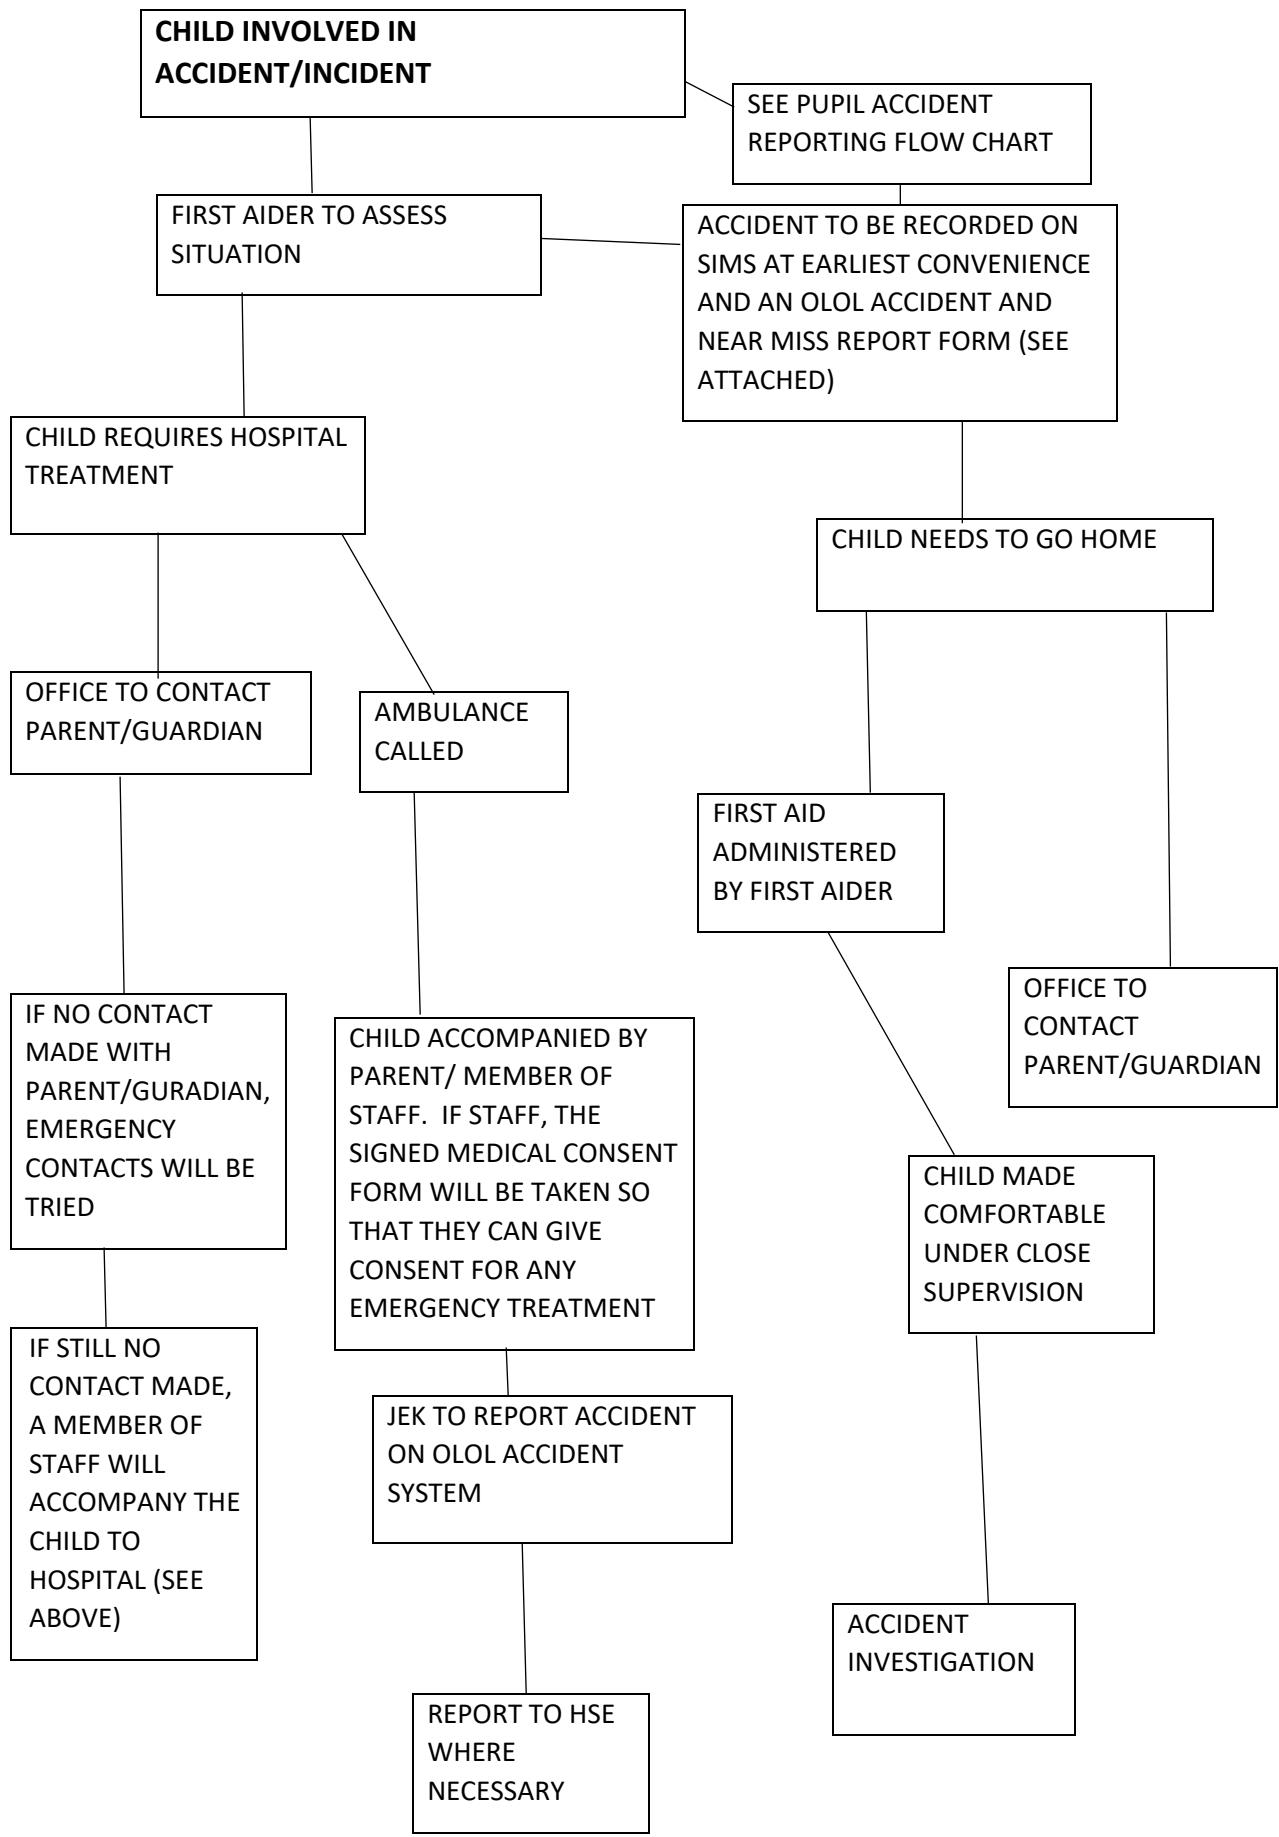 CHILD INVOLVED IN
ACCIDENT/INCIDENT
SEE PUPIL ACCIDENT
REPORTING FLOW CHART
FIRST AIDER TO ASSESS
SITUATION
ACCIDENT TO BE RECORDED ON
SIMS AT EARLIEST CONVENIENCE
AND AN OLOL ACCIDENT AND
NEAR MISS REPORT FORM (SEE
ATTACHED)
CHILD REQUIRES HOSPITAL
TREATMENT
CHILD NEEDS TO GO HOME
OFFICE TO CONTACT
PARENT/GUARDIAN
AMBULANCE
CALLED
FIRST AID
ADMINISTERED
BY FIRST AIDER
OFFICE TO
CONTACT
PARENT/GUARDIAN
IF NO CONTACT
MADE WITH
PARENT/GURADIAN,
EMERGENCY
CONTACTS WILL BE
TRIED
CHILD ACCOMPANIED BY
PARENT/ MEMBER OF
STAFF.  IF STAFF, THE
SIGNED MEDICAL CONSENT
FORM WILL BE TAKEN SO
THAT THEY CAN GIVE
CONSENT FOR ANY
EMERGENCY TREATMENT
CHILD MADE
COMFORTABLE
UNDER CLOSE
SUPERVISION
IF STILL NO
CONTACT MADE,
A MEMBER OF
STAFF WILL
ACCOMPANY THE
CHILD TO
HOSPITAL (SEE
ABOVE)
JEK TO REPORT ACCIDENT
ON OLOL ACCIDENT
SYSTEM
ACCIDENT
INVESTIGATION
REPORT TO HSE
WHERE
NECESSARY